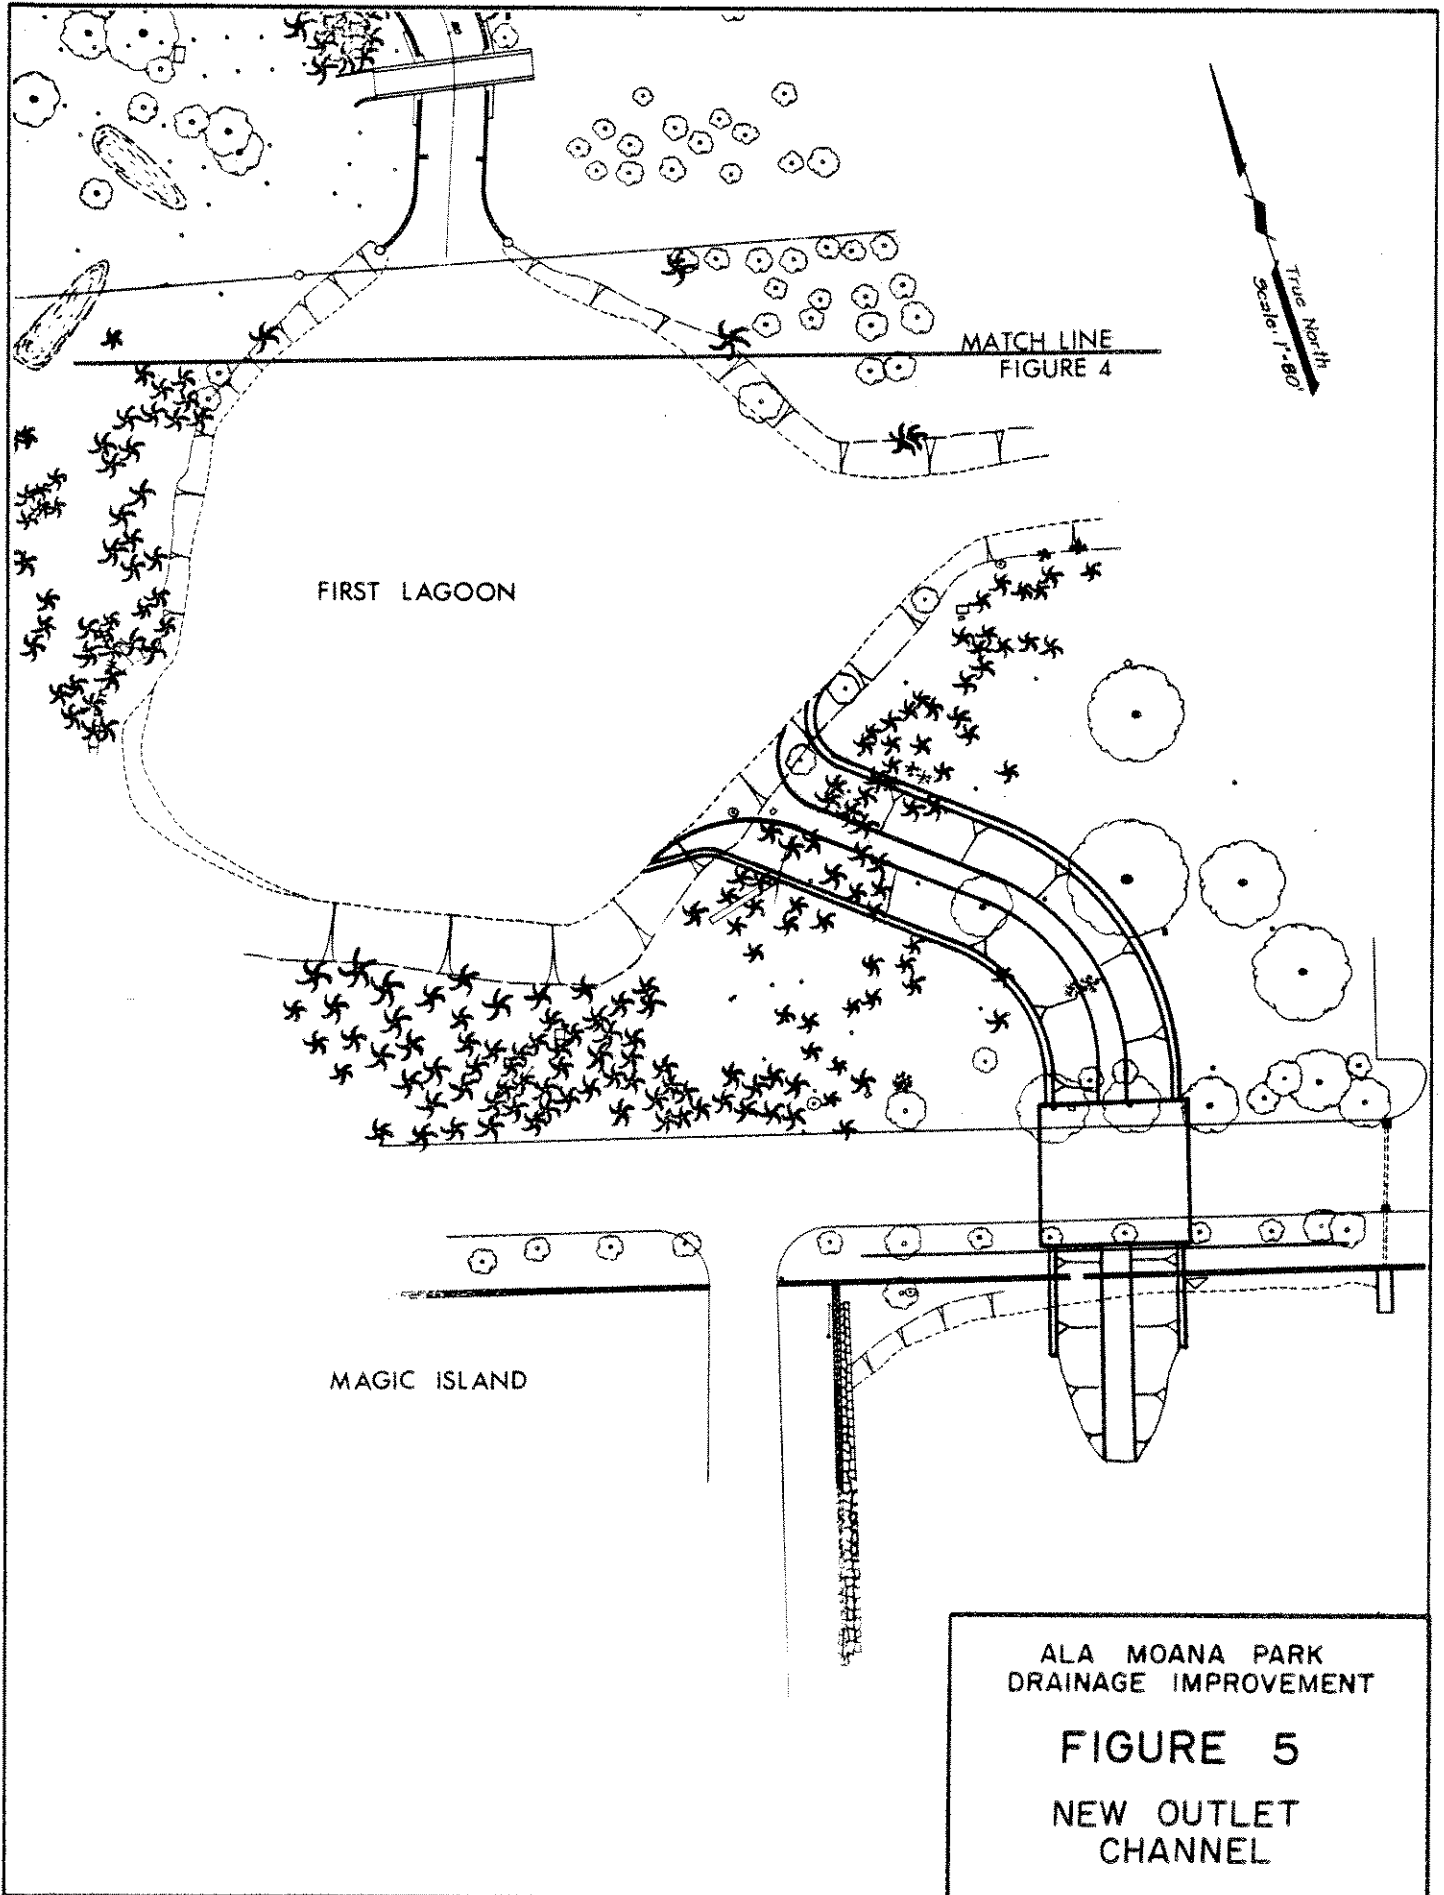 MATCH LINE
FIGURE 4
True North
Scale: 1"=80'
FIRST LAGOON
MAGIC ISLAND
ALA MOANA PARK
DRAINAGE IMPROVEMENT
FIGURE 5
NEW OUTLET
CHANNEL